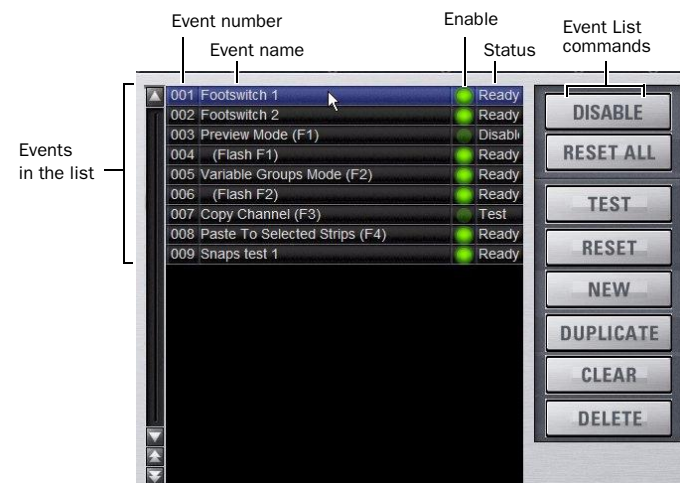 Event number
Event name
Enable
Status
Event List
commands
Events
in the list
001 Footswitch 1 Ready
002 Footswitch 2 Ready
003 Preview Mode (F1) Disabl
004 (Flash F1) Ready
005 Variable Groups Mode (F2) Ready
006 (Flash F2) Ready
007 Copy Channel (F3) Test
008 Paste To Selected Strips (F4) Ready
009 Snaps test 1 Ready
DISABLE
RESET ALL
TEST
RESET
NEW
DUPLICATE
CLEAR
DELETE